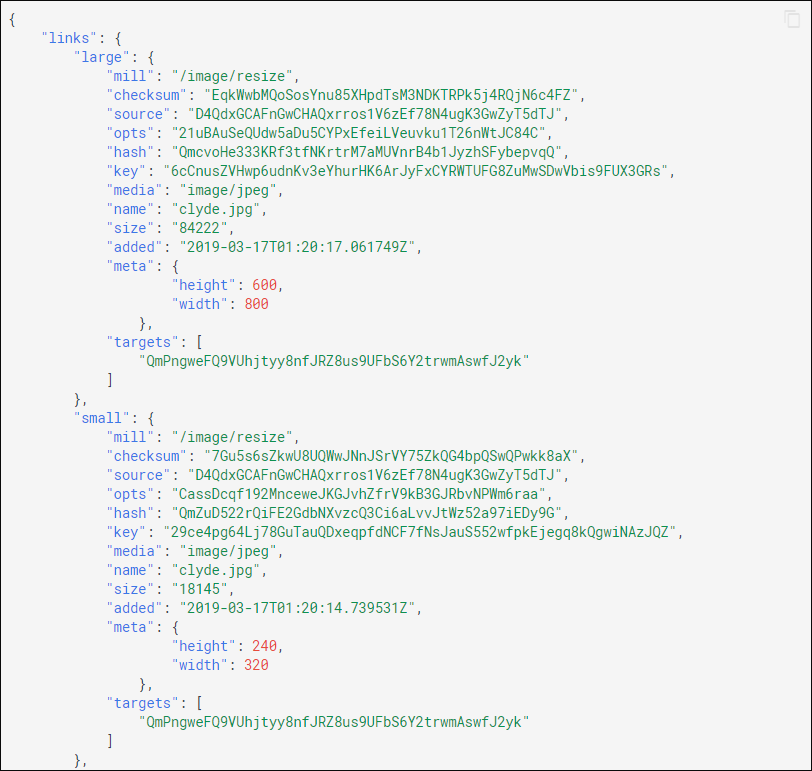 {
    "links": {
        "large": {
            "mill": "/image/resize",
            "checksum": "EqkWwbMQoSosYnu85XHpdTsM3NDKTRPk5j4RQjN6c4FZ",
            "source": "D4QdxGCAFnGwCHAQxrros1V6zEf78N4ugK3GwZyT5dTJ",
            "opts": "21uBAuSeQUdw5aDu5CYPxEfeiLVeuvku1T26nWtJC84C",
            "hash": "QmcvoHe333KRf3tfNKrtrM7aMUVnrB4b1JyzhSFybepvqQ",
            "key": "6cCnusZVHwp6udnKv3eYhurHK6ArJyFxCYRWTUFG8ZuMwSDwVbis9FUX3GRs",
            "media": "image/jpeg",
            "name": "clyde.jpg",
            "size": "84222",
            "added": "2019-03-17T01:20:17.061749Z",
            "meta": {
                    "height": 600,
                    "width": 800
                },
            "targets": [
                "QmPngweFQ9VUhjtyy8nfJRZ8us9UFbS6Y2trwmAswfJ2yk"
            ]
        },
        "small": {
            "mill": "/image/resize",
            "checksum": "7Gu5s6sZkwU8UQWwJNnJSrVY75ZkQG4bpQSwQPwkk8aX",
            "source": "D4QdxGCAFnGwCHAQxrros1V6zEf78N4ugK3GwZyT5dTJ",
            "opts": "CassDcqf192MnceweJKGJvhZfrV9kB3GJRbvNPWm6raa",
            "hash": "QmZuD522rQiFE2GdbNXvzcQ3Ci6aLvvJtWz52a97iEDy9G",
            "key": "29ce4pg64Lj78GuTauQDxeqpfdNCF7fNsJauS552wfpkEjegq8kQgwiNAzJQZ",
            "media": "image/jpeg",
            "name": "clyde.jpg",
            "size": "18145",
            "added": "2019-03-17T01:20:14.739531Z",
            "meta": {
                    "height": 240,
                    "width": 320
                },
            "targets": [
                "QmPngweFQ9VUhjtyy8nfJRZ8us9UFbS6Y2trwmAswfJ2yk"
            ]
        },